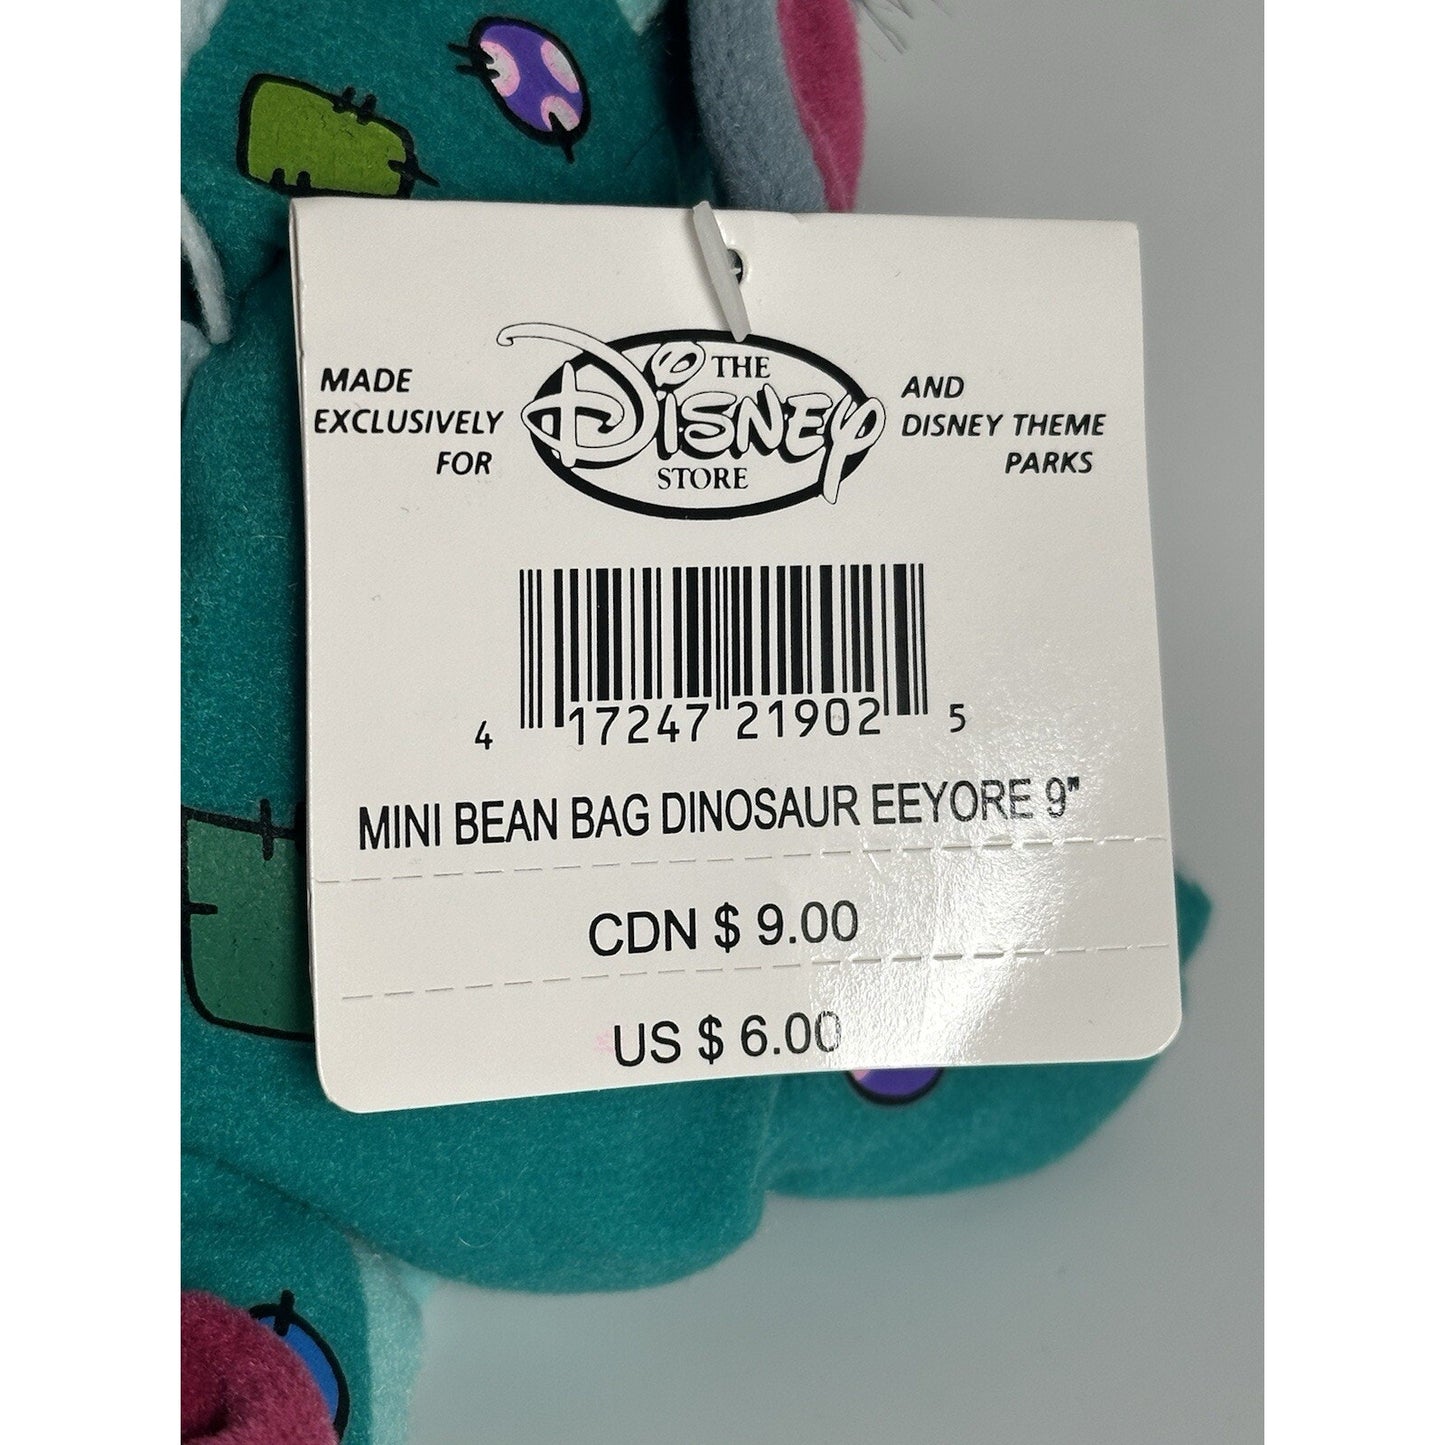 MADE
EXCLUSIVELY
FOR
THE
DISNEY
STORE
AND
DISNEY THEME
PARKS
4 17247 21902 5
MINI BEAN BAG DINOSAUR EEYORE 9"
CDN $ 9.00
US $ 6.00